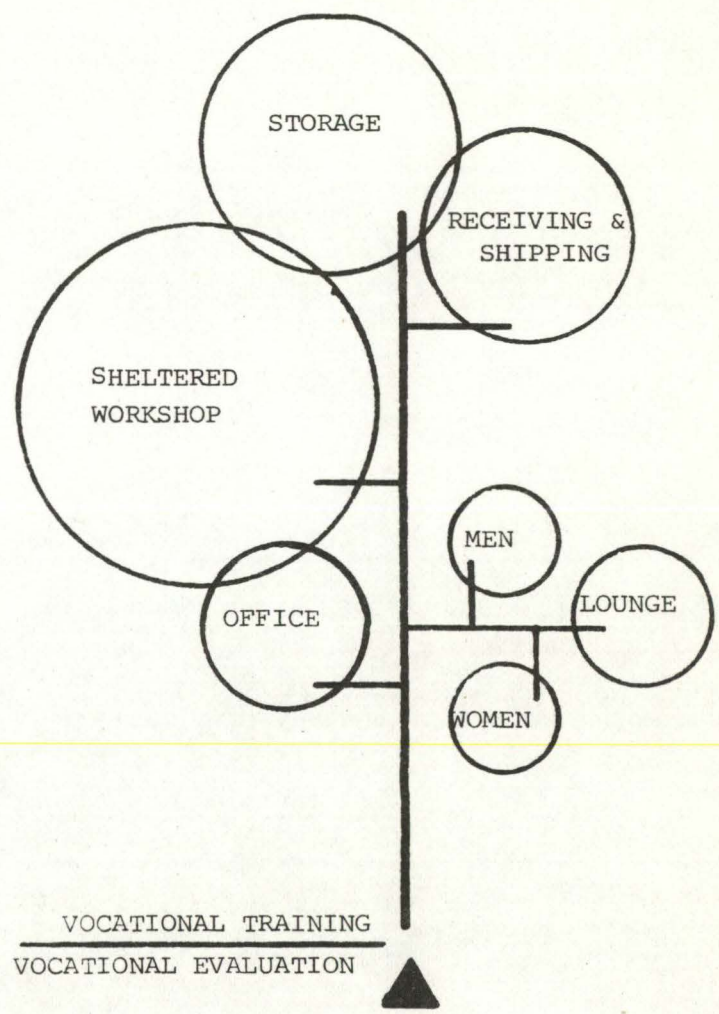 STORAGE
RECEIVING &
SHIPPING
SHELTERED
WORKSHOP
MEN
OFFICE
LOUNGE
WOMEN
VOCATIONAL TRAINING
VOCATIONAL EVALUATION